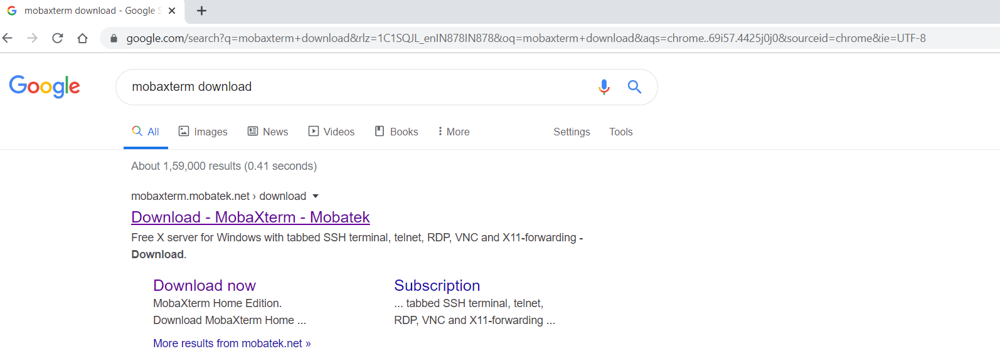 mobaxterm download - Google S
google.com/search?q=mobaxterm+download&rlz=1C1SQJL_enIN878IN878&oq=mobaxterm+download&aqs=chrome..69i57.4425j0j0&sourceid=chrome&ie=UTF-8
Google
mobaxterm download
All Images News Videos Books More Settings Tools
About 1,59,000 results (0.41 seconds)
mobaxterm.mobatek.net › download
Download - MobaXterm - Mobatek
Free X server for Windows with tabbed SSH terminal, telnet, RDP, VNC and X11-forwarding -
Download.
Download now
MobaXterm Home Edition.
Download MobaXterm Home ...
Subscription
... tabbed SSH terminal, telnet,
RDP, VNC and X11-forwarding ...
More results from mobatek.net »